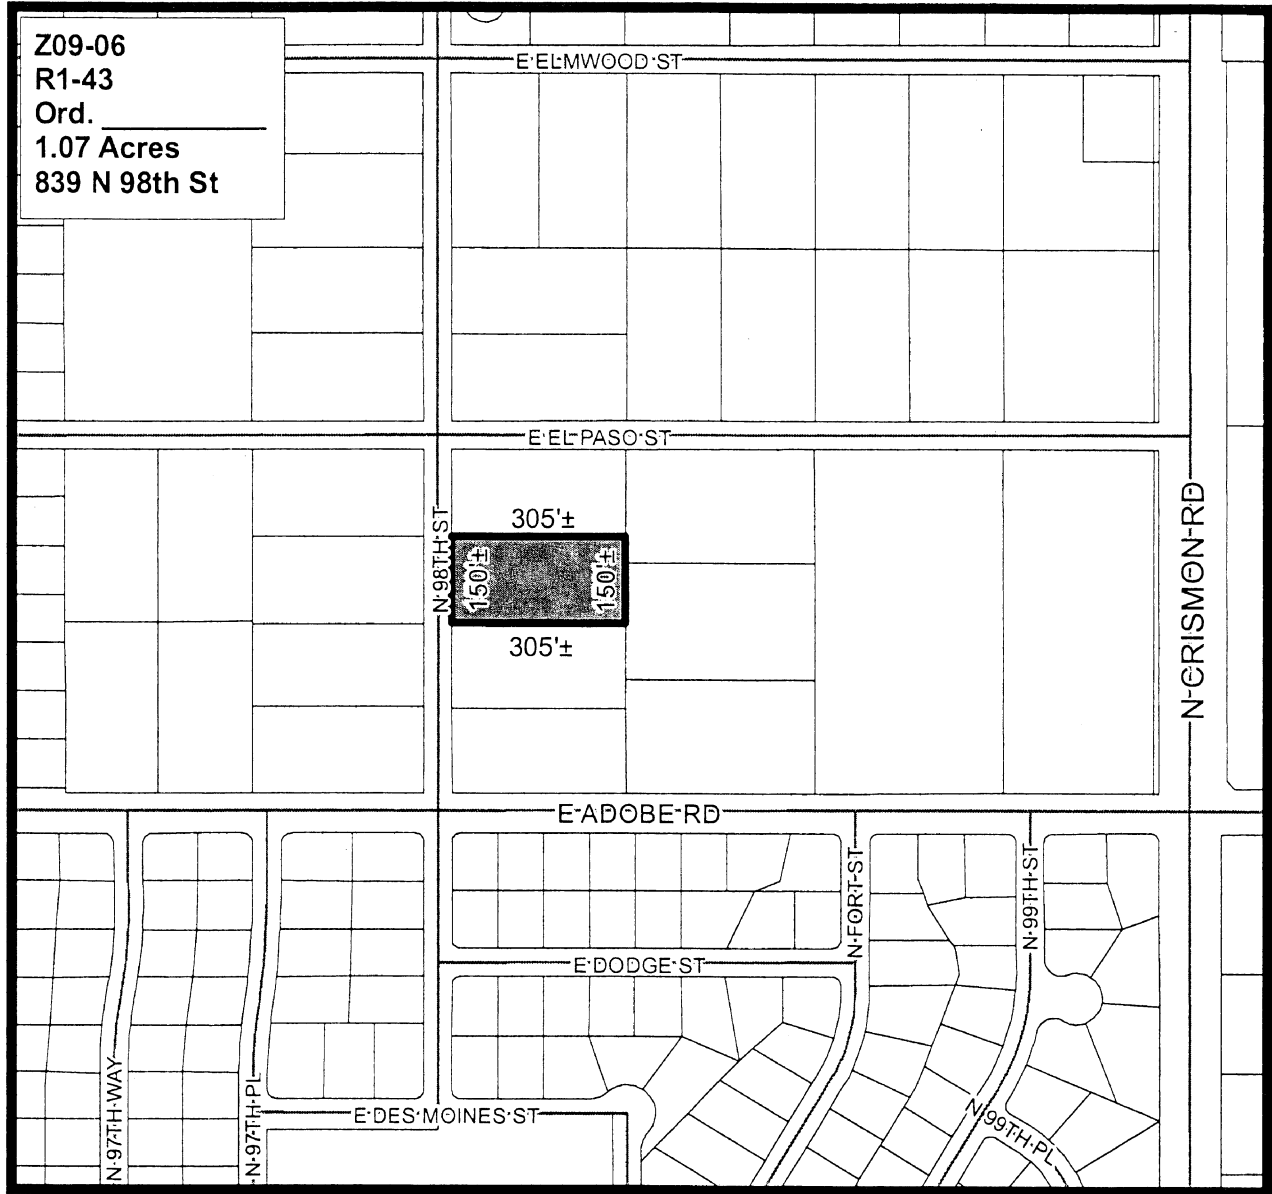 Z09-06
R1-43
Ord. ___________
1.07 Acres
839 N 98th St
E ELMWOOD ST
E EL PASO ST
N 98TH ST
305'±
150'±
150'±
305'±
N CRISMON RD
E ADOBE RD
N FORT ST
N 99TH ST
E DODGE ST
N 97TH WAY
N 97TH PL
E DES MOINES ST
N 99TH PL